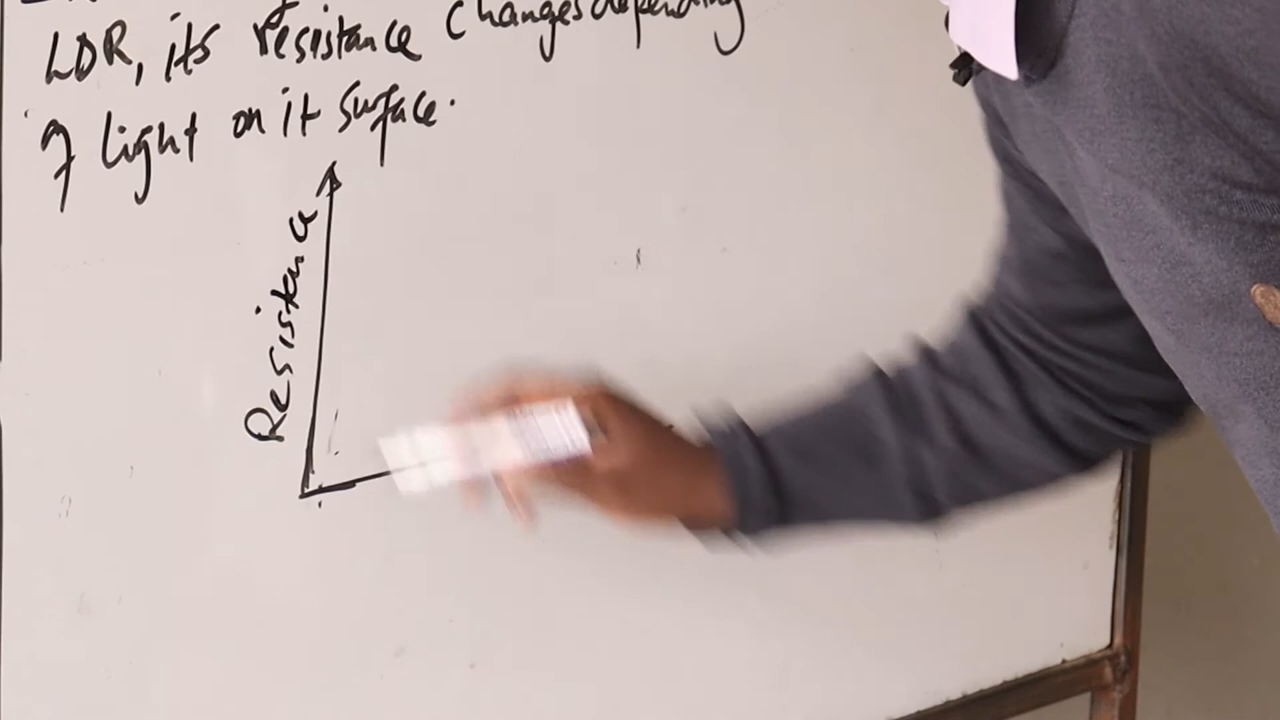 LDR, its resistance changes depending
of light on it surface.
Resistance